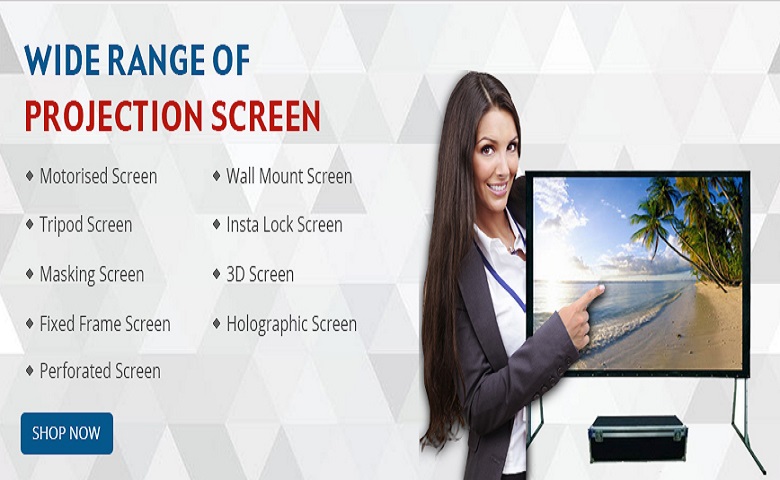 WIDE RANGE OF
PROJECTION SCREEN
Motorised Screen
Tripod Screen
Masking Screen
Fixed Frame Screen
Perforated Screen
Wall Mount Screen
Insta Lock Screen
3D Screen
Holographic Screen
SHOP NOW